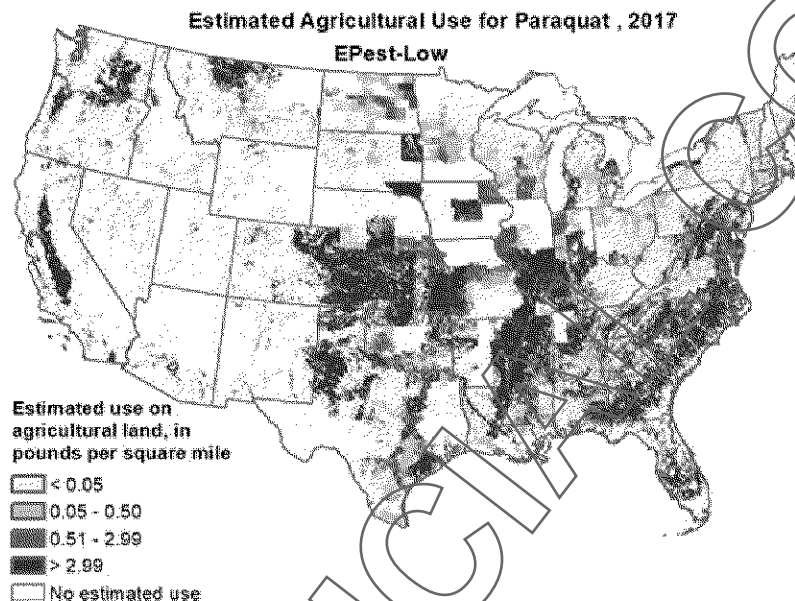 Estimated Agricultural Use for Paraquat , 2017
EPest-Low
Estimated use on
agricultural land, in
pounds per square mile
< 0.05
0.05 - 0.50
0.51 - 2.99
> 2.99
No estimated use